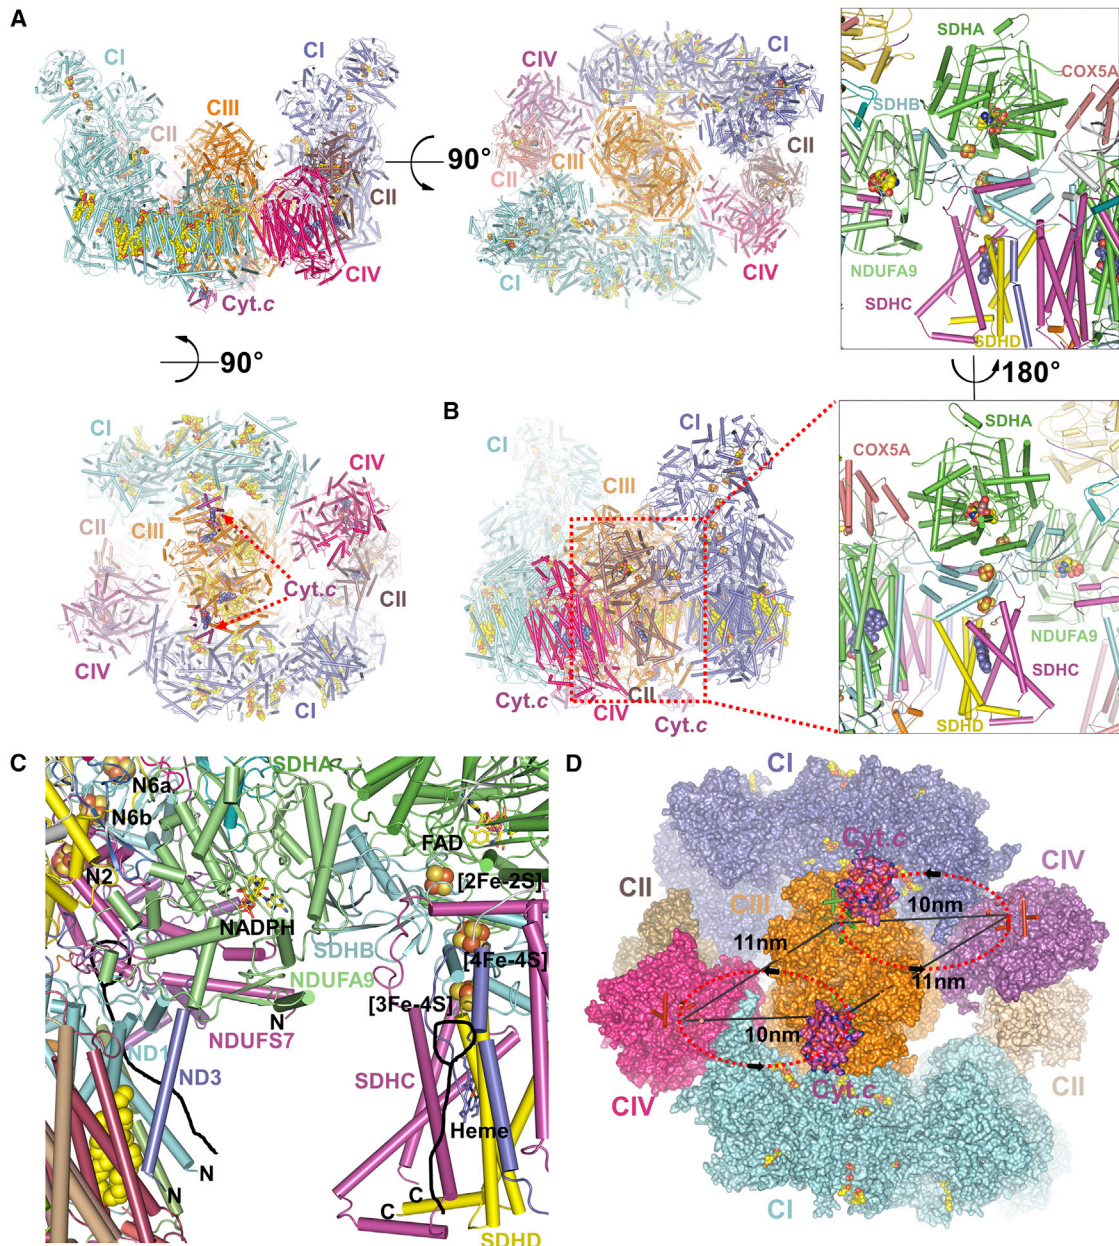 A
CI
CI
CIII
CII
CII
CIV
Cyt.c
90°
CI
CIV
CII
CIII
CII
CIV
CI
SDHA
COX5A
SDHB
NDUFA9
SDHC
SDHD
90°
180°
CI
CIV
CII
CIII
Cyt.c
CII
CIV
CI
B
CI
CI
CIII
CII
Cyt.c
CIV
Cyt.c
SDHA
COX5A
NDUFA9
SDHC
SDHD
C
SDHA
N6a
N6b
N2
FAD
[2Fe-2S]
NADPH
SDHB
[4Fe-4S]
NDUFA9
[3Fe-4S]
N
NDUFS7
ND1
ND3
SDHC
Heme
N
N
C
C
SDHD
D
CI
Cyt.c
CIV
CII
CIII
10nm
11nm
11nm
10nm
Cyt.c
CIV
CII
CI